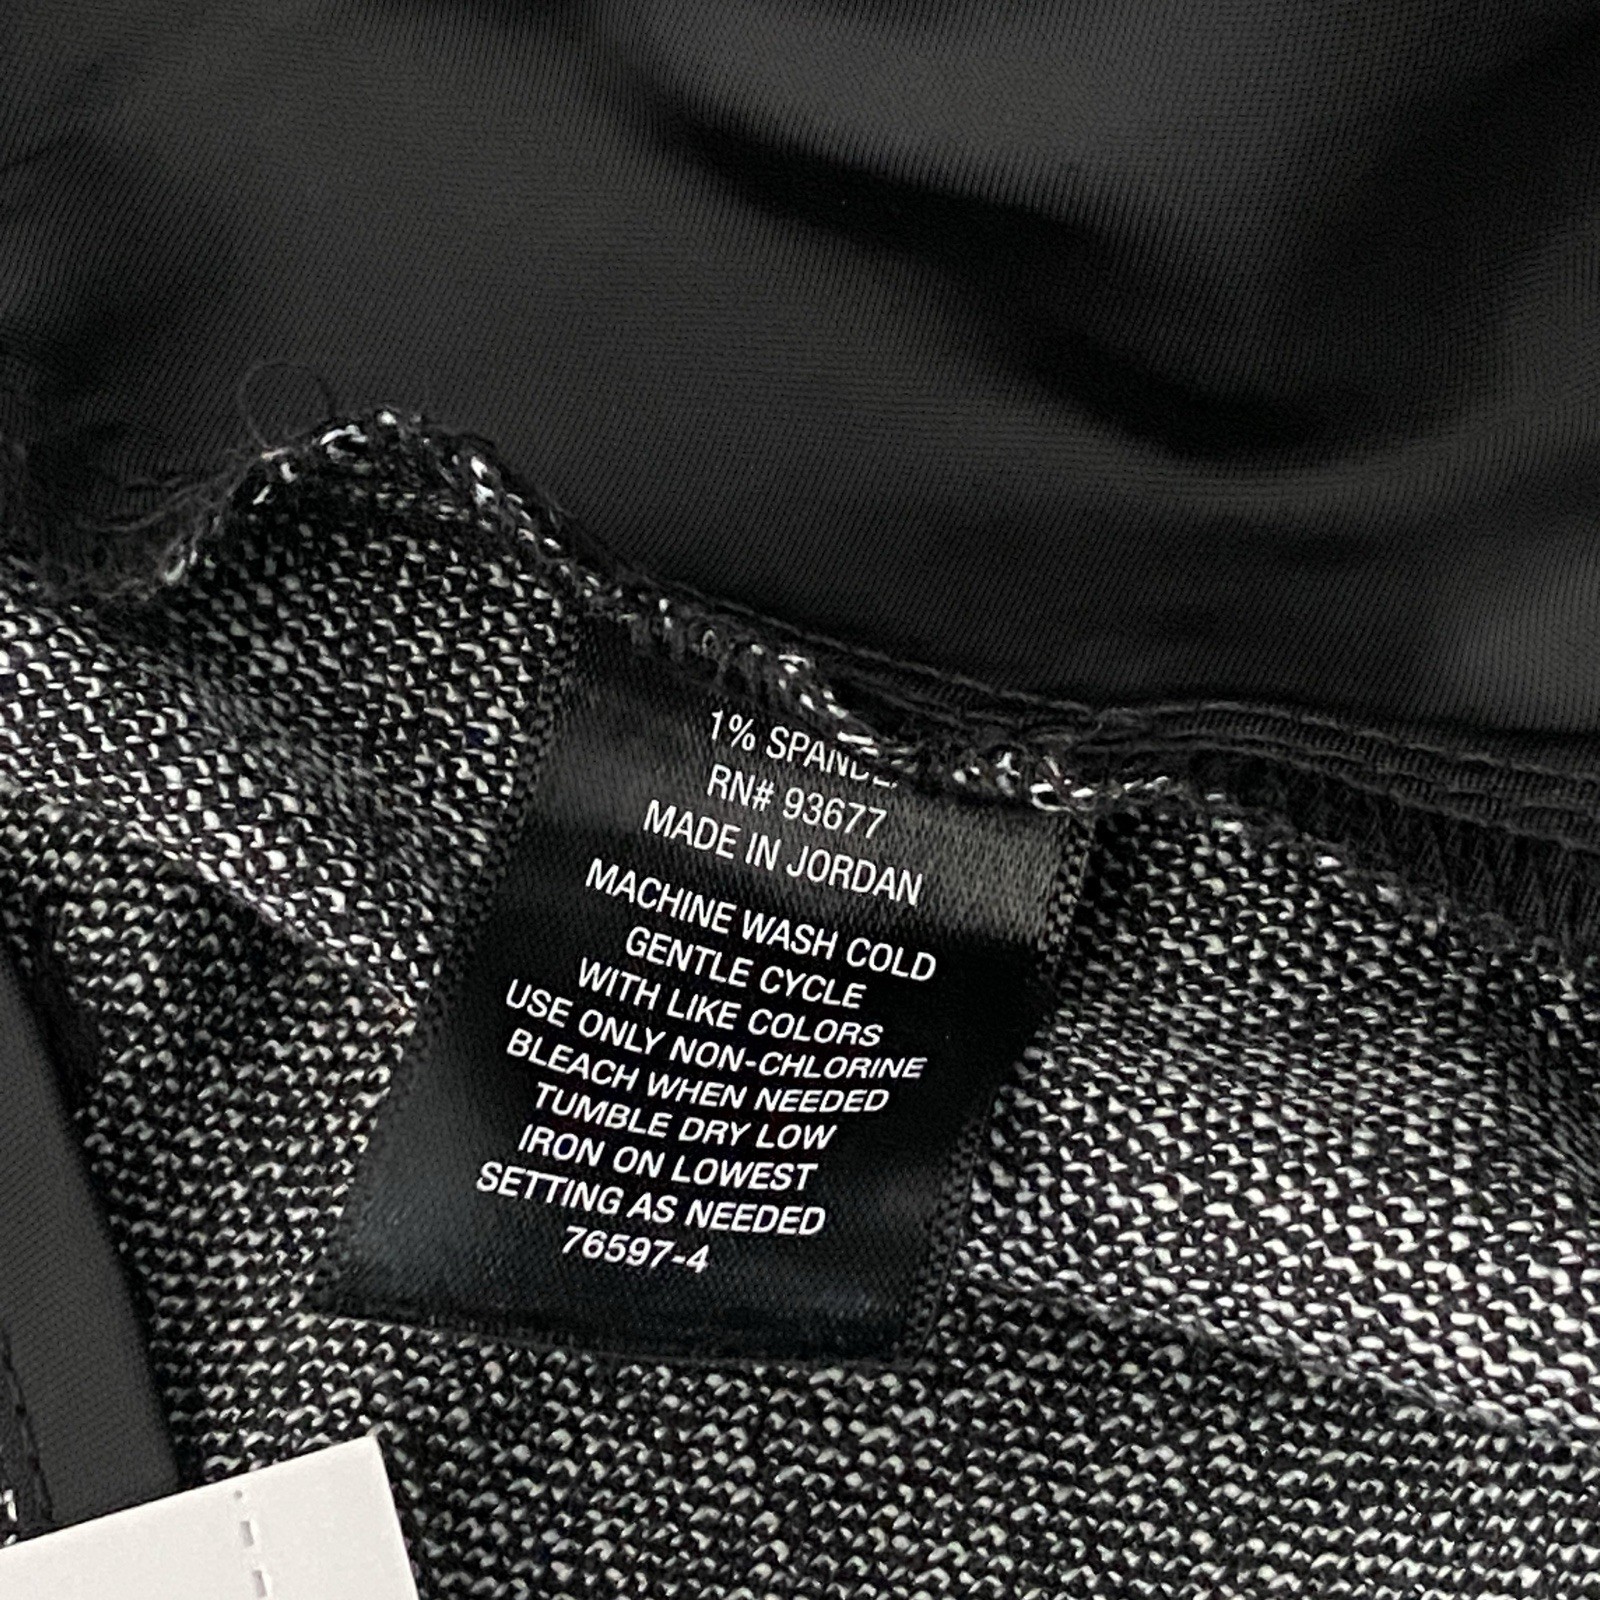 1% SPANDE
RN# 93677
MADE IN JORDAN
MACHINE WASH COLD
GENTLE CYCLE
WITH LIKE COLORS
USE ONLY NON-CHLORINE
BLEACH WHEN NEEDED
TUMBLE DRY LOW
IRON ON LOWEST
SETTING AS NEEDED
76597-4